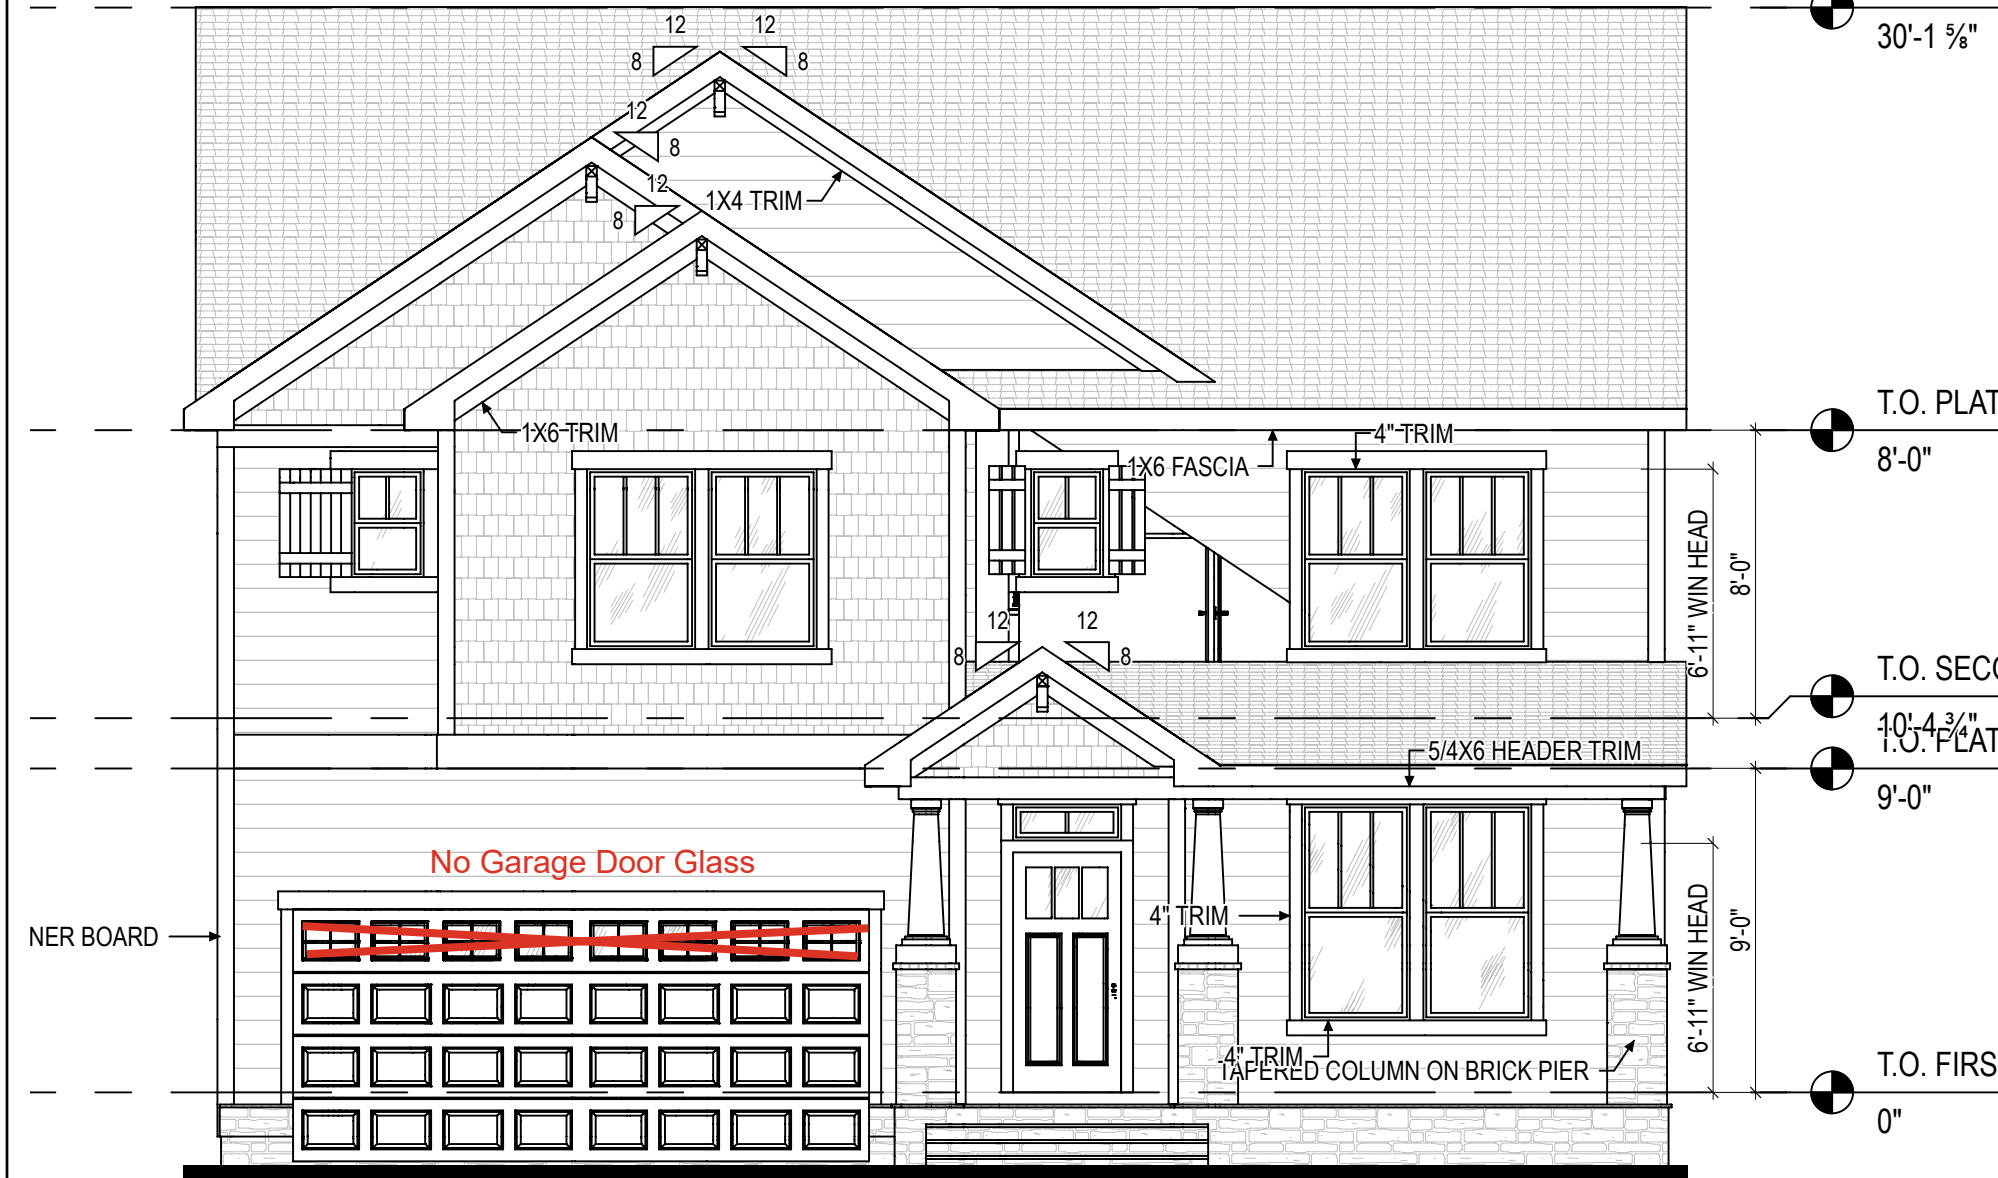 12 12
8 8
30'-1 ⅝"
12
8
12
8
1X4 TRIM
1X6 TRIM
4" TRIM
1X6 FASCIA
T.O. PLAT
8'-0"
6'-11" WIN HEAD
8'-0"
12 12
8 8
T.O. SECO
10'-4 ¾"
T.O. PLAT
9'-0"
5/4X6 HEADER TRIM
No Garage Door Glass
NER BOARD
4" TRIM
6'-11" WIN HEAD
9'-0"
4" TRIM
TAPERED COLUMN ON BRICK PIER
T.O. FIRS
0"